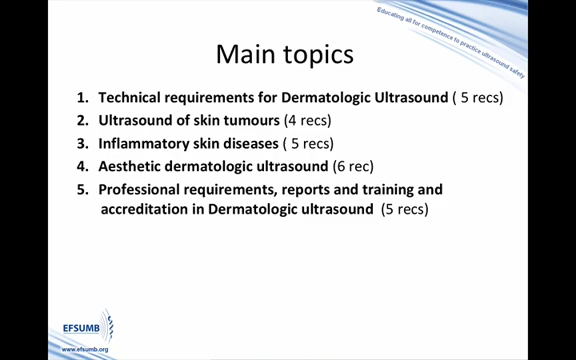 Educating all for competence to practice ultrasound safely
Main topics
1. Technical requirements for Dermatologic Ultrasound ( 5 recs)
2. Ultrasound of skin tumours (4 recs)
3. Inflammatory skin diseases ( 5 recs)
4. Aesthetic dermatologic ultrasound (6 rec)
5. Professional requirements, reports and training and
accreditation in Dermatologic ultrasound (5 recs)
EFSUMB
www.efsumb.org